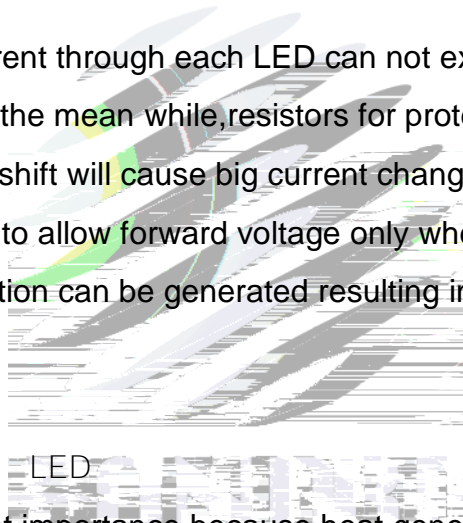 rent through each LED can not ex
the mean while,resistors for prote
shift will cause big current chang
to allow forward voltage only whe
tion can be generated resulting in
LED
t importance because heat gene